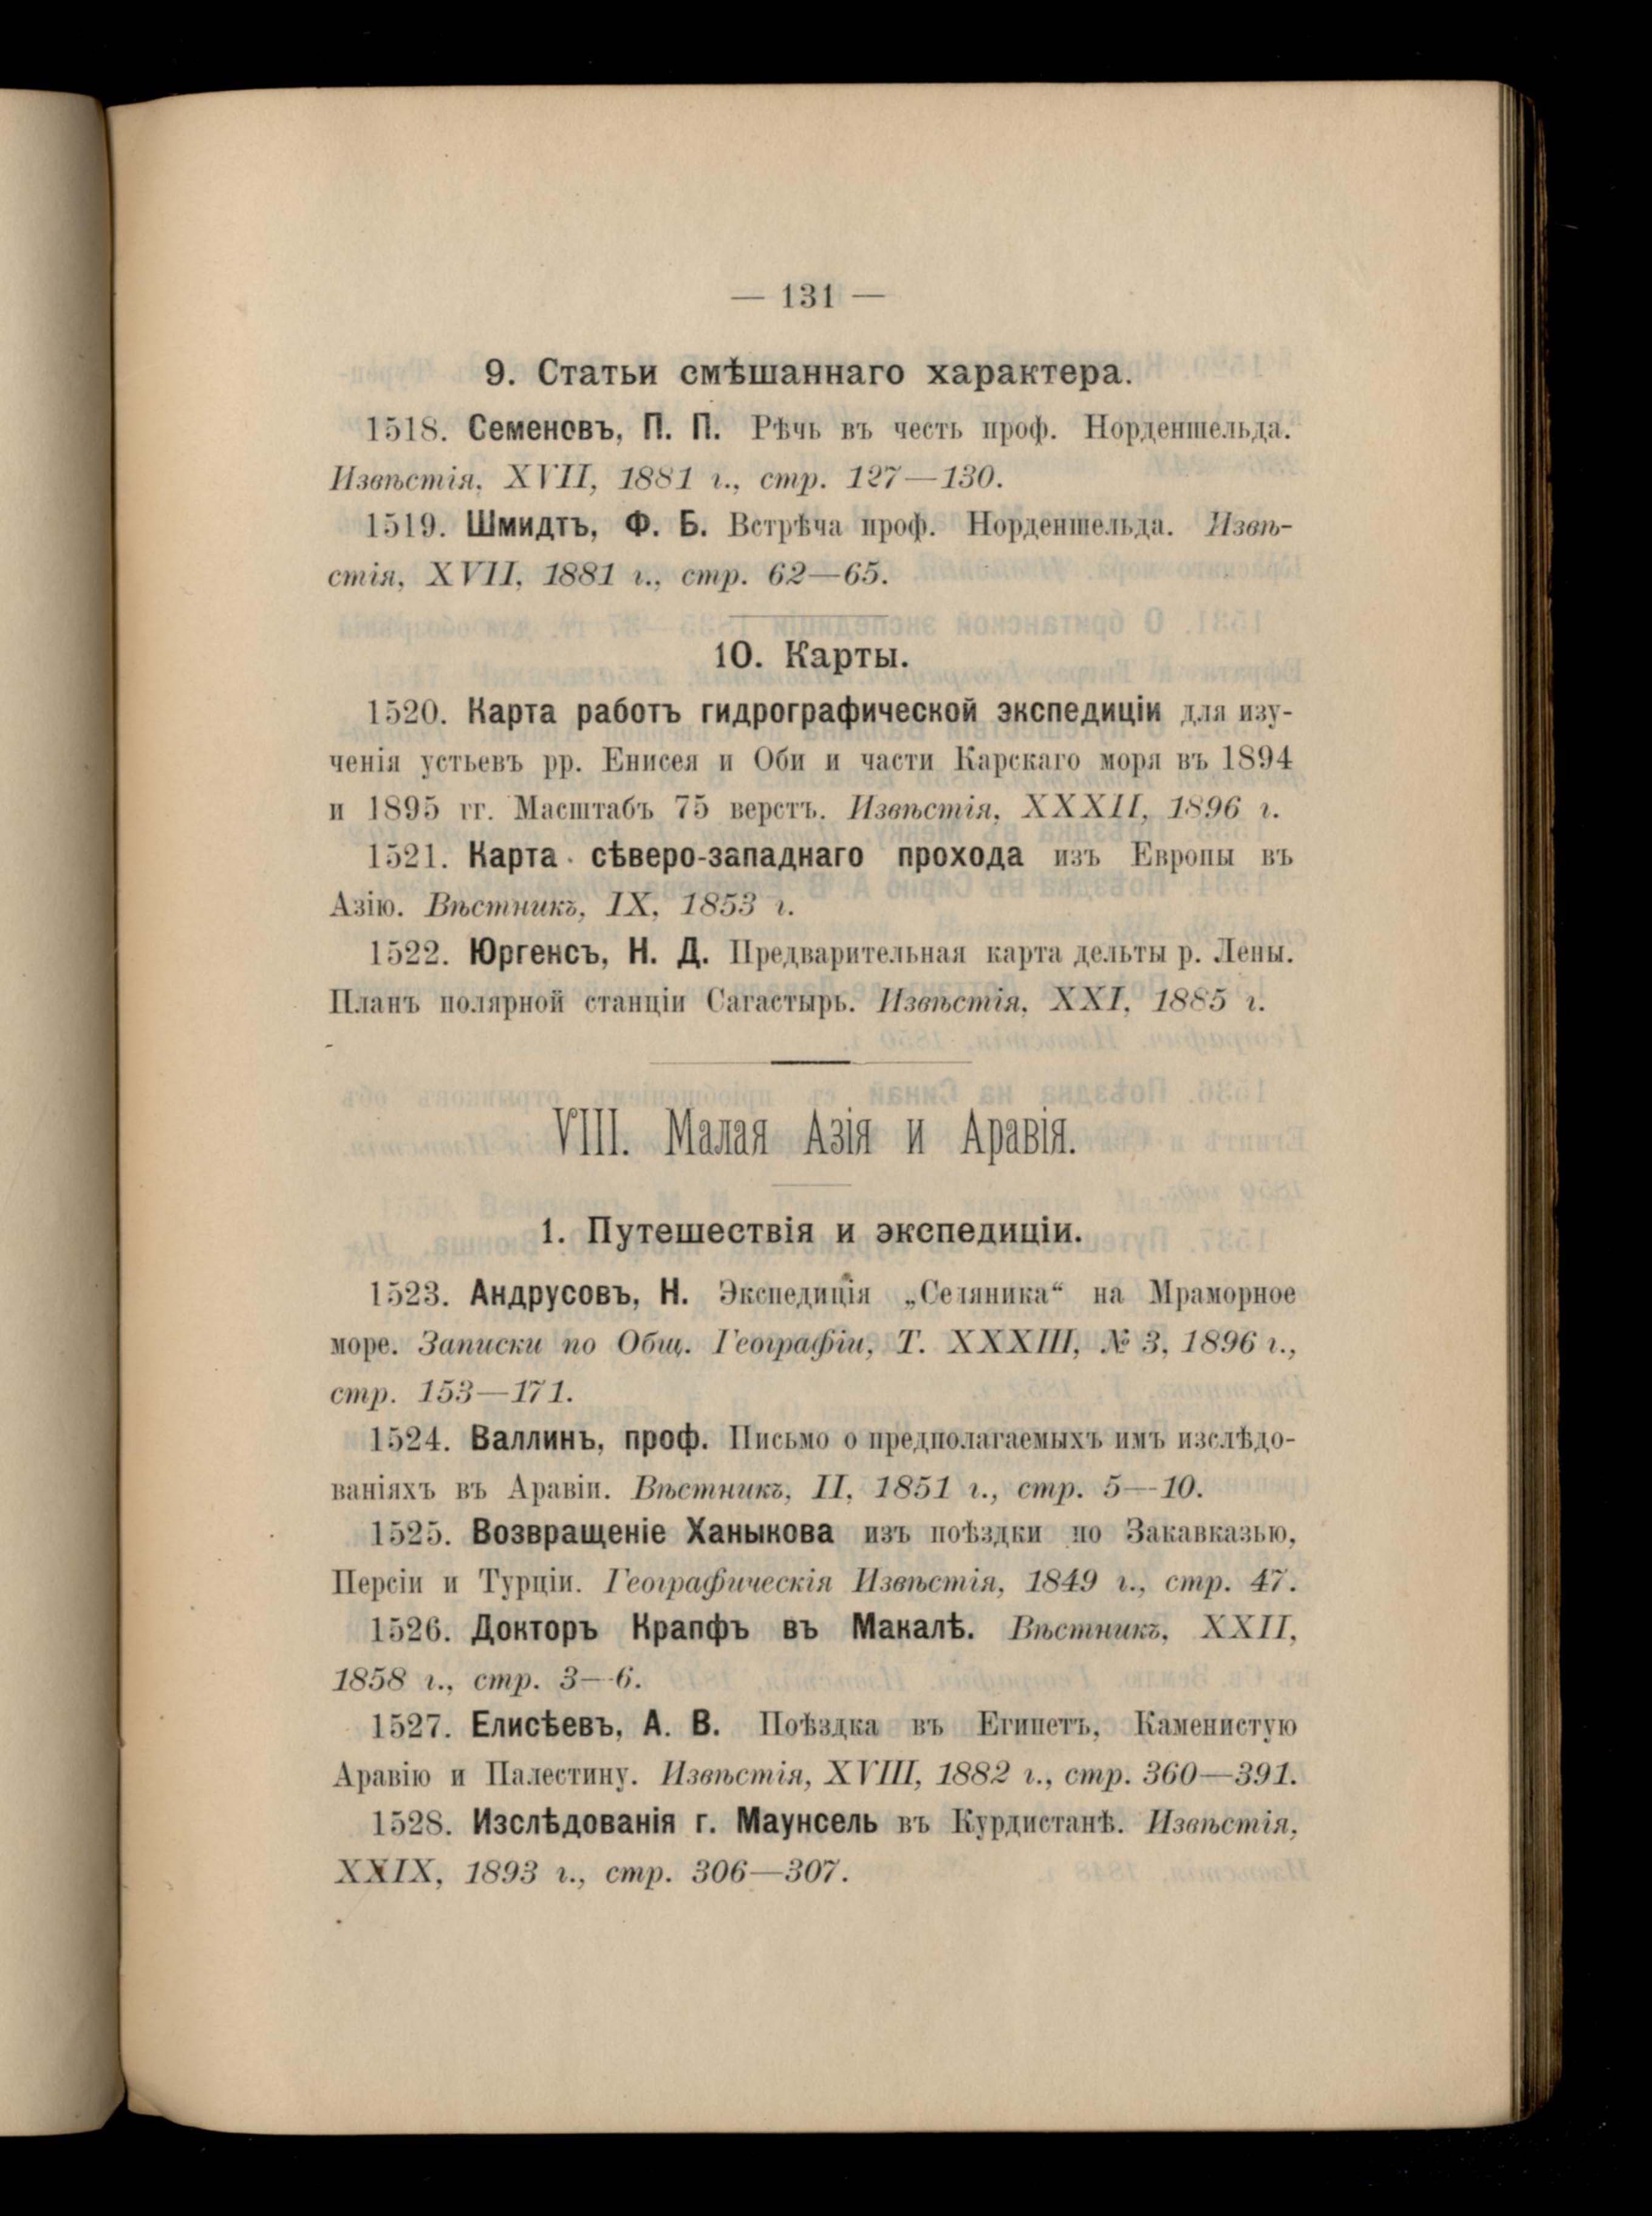 — 131 —
9. Статьи смѣшаннаго характера.
1518. Семеновъ, П. П. Рѣчь въ честь проф. Норденшельда.
Извѣстія, XVII, 1881 г., стр. 127—130.
1519. Шмидтъ, Ф. Б. Встрѣча проф. Норденшельда. Извѣ-
стія, XVII, 1881 г., стр. 62—65.
10. Карты.
1520. Карта работъ гидрографической экспедиціи для изу-
ченія устьевъ рр. Енисея и Оби и части Карскаго моря въ 1894
и 1895 гг. Масштабъ 75 верстъ. Извѣстія, XXXII, 1896 г.
1521. Карта сѣверо-западнаго прохода изъ Европы въ
Азію. Вѣстникъ, IX, 1853 г.
1522. Юргенсъ, Н. Д. Предварительная карта дельты р. Лены.
Планъ полярной станціи Сагастырь. Извѣстія, XXI, 1885 г.
VIII. Малая Азія и Аравія.
1. Путешествія и экспедиціи.
1523. Андрусовъ, Н. Экспедиція „Селяника“ на Мраморное
море. Записки по Общ. Географіи, Т. XXXIII, № 3, 1896 г.,
стр. 153—171.
1524. Валлинъ, проф. Письмо о предполагаемыхъ имъ изслѣдо-
ваніяхъ въ Аравіи. Вѣстникъ, II, 1851 г., стр. 5—10.
1525. Возвращеніе Ханыкова изъ поѣздки по Закавказью,
Персіи и Турціи. Географическія Извѣстія, 1849 г., стр. 47.
1526. Докторъ Крапфъ въ Макалѣ. Вѣстникъ, XXII,
1858 г., стр. 3—6.
1527. Елисѣевъ, А. В. Поѣздка въ Египетъ, Каменистую
Аравію и Палестину. Извѣстія, XVIII, 1882 г., стр. 360—391.
1528. Изслѣдованія г. Маунсель въ Курдистанѣ. Извѣстія,
XXIX, 1893 г., стр. 306—307.